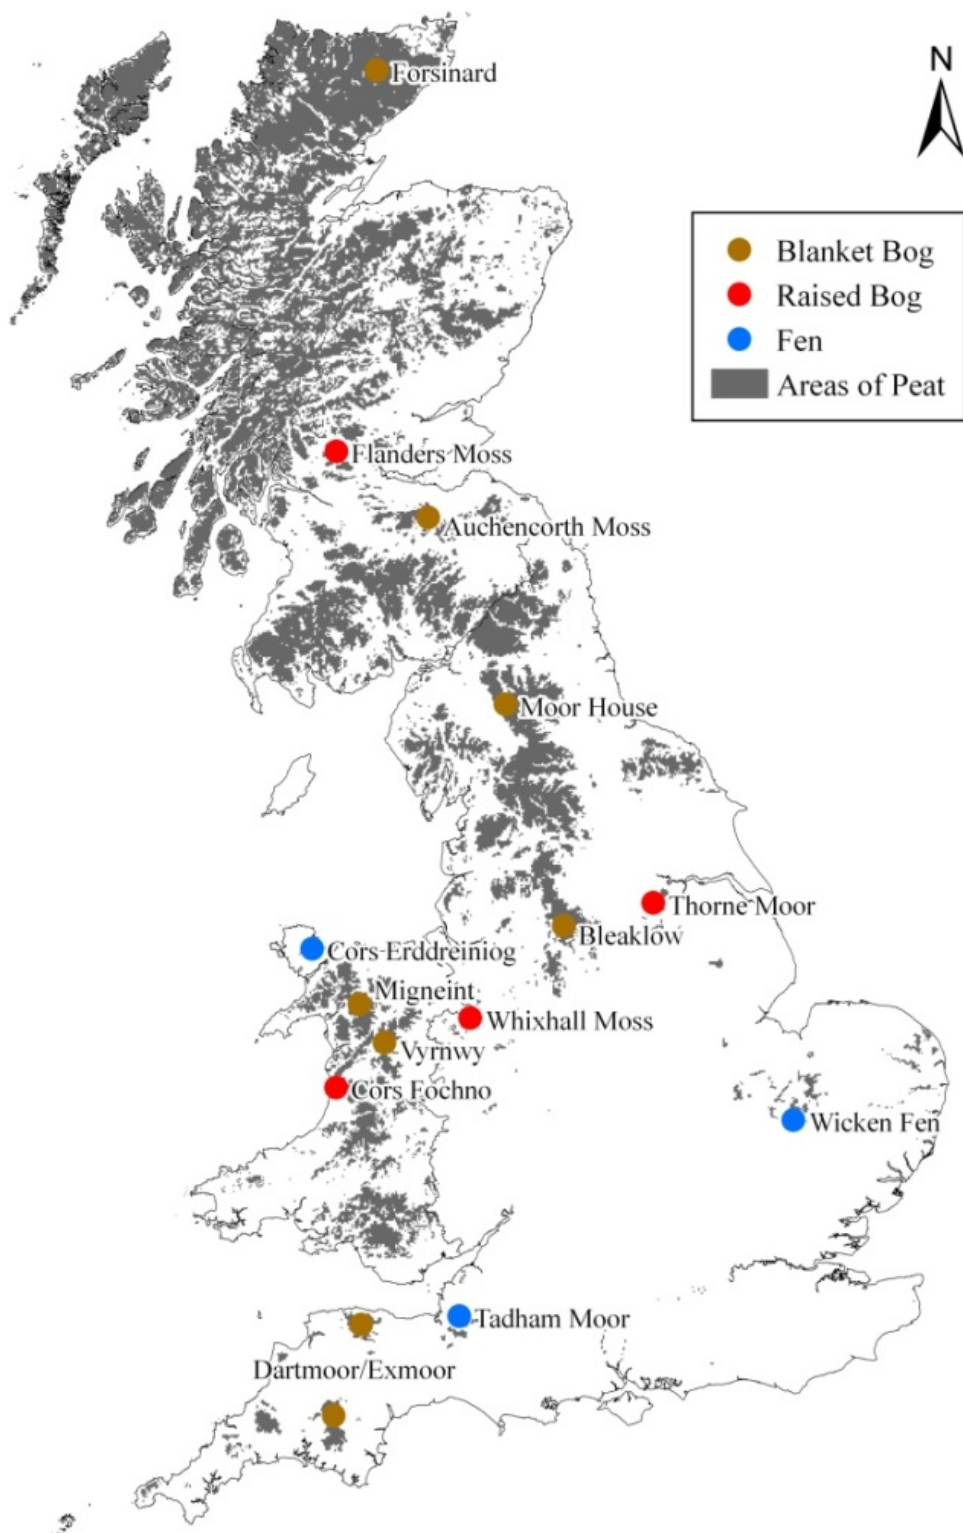 Forsinard
N
Blanket Bog
Raised Bog
Fen
Areas of Peat
Flanders Moss
Auchencorth Moss
Moor House
Thorne Moor
Bleaklow
Cors Erddreiniog
Migneint
Whixhall Moss
Vyrnwy
Cors Fochno
Wicken Fen
Tadham Moor
Dartmoor/Exmoor